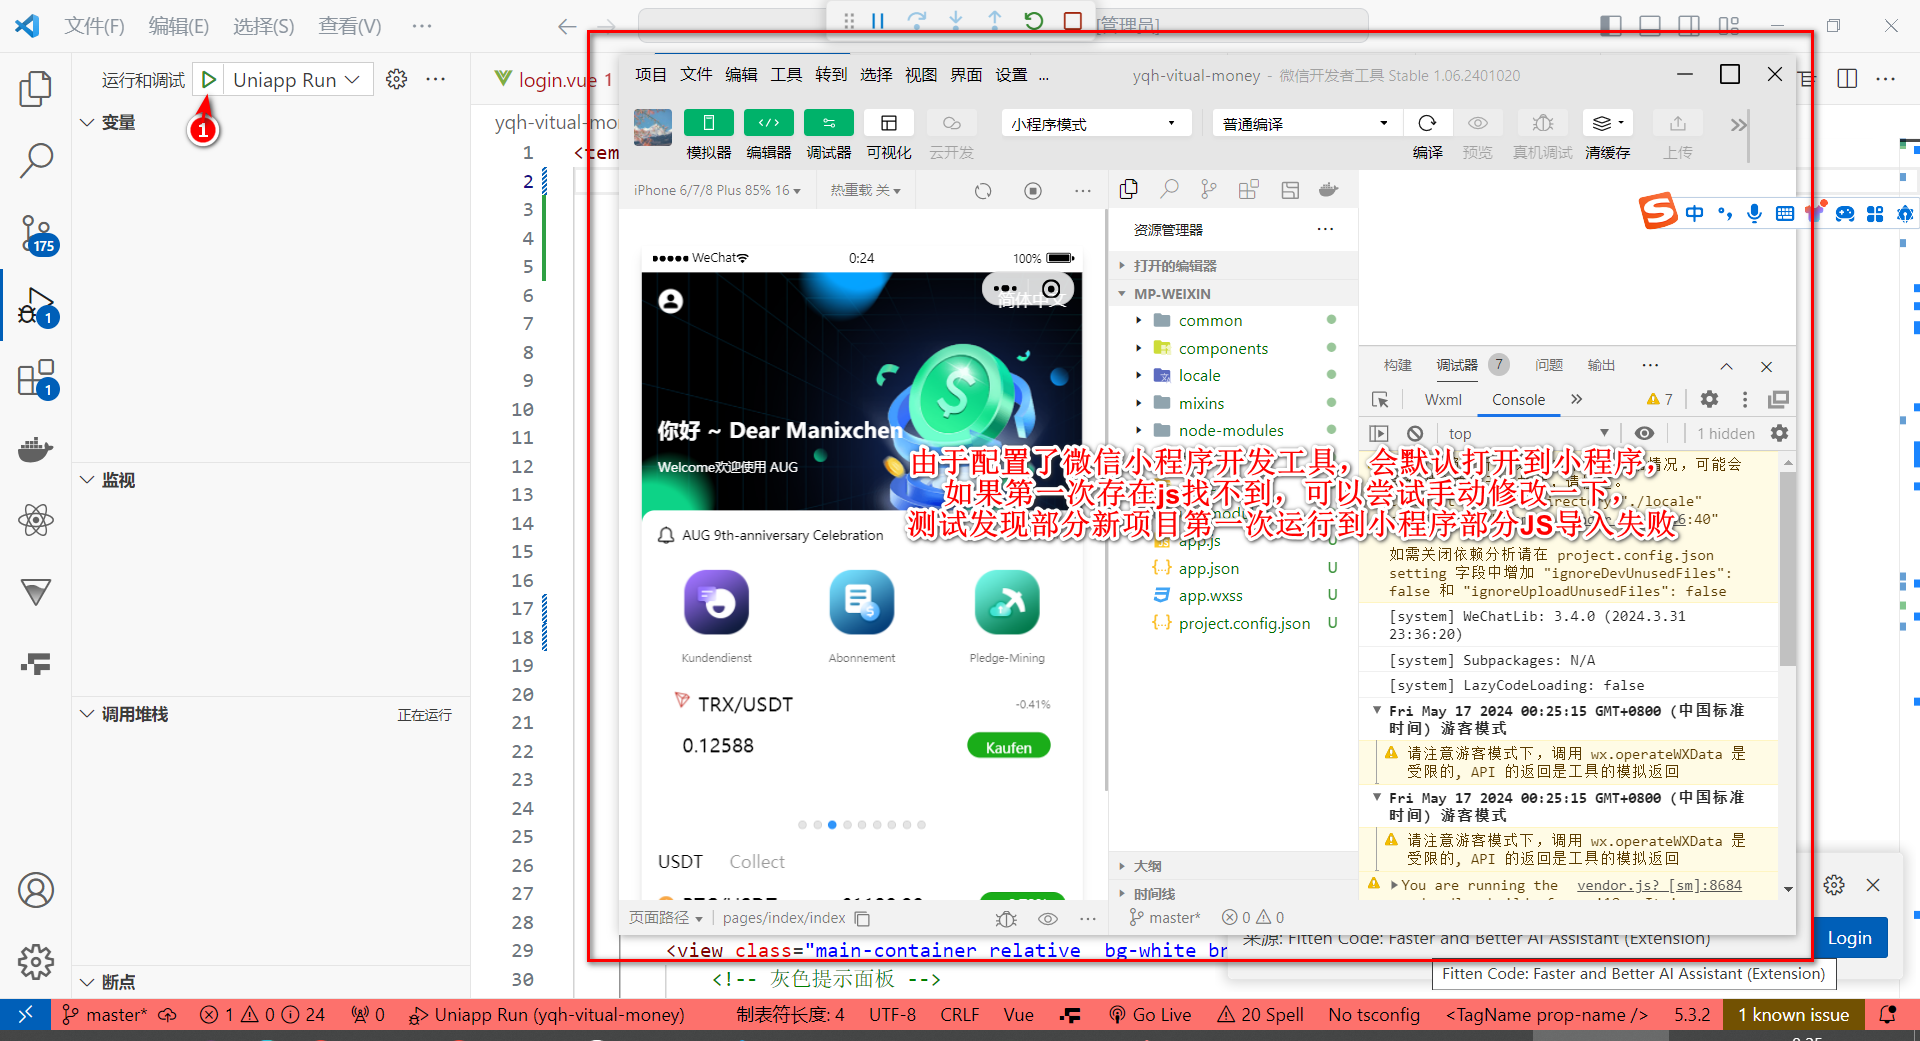 文件(F)
编辑(E)
选择(S)
查看(V)
[管理员]
运行和调试
Uniapp Run
1
变量
监视
调用堆栈
正在运行
断点
login.vue 1
yqh-vitual-mo
<tem
1
2
3
4
5
6
7
8
9
10
11
12
13
14
15
16
17
18
19
20
21
22
23
24
25
26
27
28
29
30
175
1
1
项目 文件 编辑 工具 转到 选择 视图 界面 设置 ...
yqh-vitual-money - 微信开发者工具 Stable 1.06.2401020
模拟器
编辑器
调试器
可视化
云开发
小程序模式
普通编译
编译
预览
真机调试
清缓存
上传
iPhone 6/7/8 Plus 85% 16
热重载 关
WeChat
0:24
100%
简体中文
你好 ~ Dear Manixchen
Welcome欢迎使用 AUG
AUG 9th-anniversary Celebration
Kundendienst
Abonnement
Pledge-Mining
TRX/USDT
-0.41%
0.12588
Kaufen
USDT
Collect
页面路径
pages/index/index
资源管理器
打开的编辑器
MP-WEIXIN
common
components
locale
mixins
node-modules
由于配置了微信小程序开发工具，会默认打开到小程序，
如果第一次存在js找不到，可以尝试手动修改一下，
测试发现部分新项目第一次运行到小程序部分JS导入失败
app.js
app.json U
app.wxss U
project.config.json U
大纲
时间线
master*
0
0
构建
调试器 7
问题
输出
Wxml
Console
7
top
1 hidden
情况，可能会
"./locale"
:40"
如需关闭依赖分析请在 project.config.json
setting 字段中增加 "ignoreDevUnusedFiles":
false 和 "ignoreUploadUnusedFiles": false
[system] WeChatLib: 3.4.0 (2024.3.31
23:36:20)
[system] Subpackages: N/A
[system] LazyCodeLoading: false
Fri May 17 2024 00:25:15 GMT+0800 (中国标准
时间) 游客模式
请注意游客模式下，调用 wx.operateWXData 是
受限的, API 的返回是工具的模拟返回
Fri May 17 2024 00:25:15 GMT+0800 (中国标准
时间) 游客模式
请注意游客模式下，调用 wx.operateWXData 是
受限的, API 的返回是工具的模拟返回
You are running the vendor.js? [sm]:8684
中
来源: Fitten Code: Faster and Better AI Assistant (Extension)
Login
Fitten Code: Faster and Better AI Assistant (Extension)
<view class="main-container relative bg-white br
<!-- 灰色提示面板 -->
master*
1
0
24
0
Uniapp Run (yqh-vitual-money)
制表符长度: 4
UTF-8
CRLF
Vue
Go Live
20 Spell
No tsconfig
<TagName prop-name />
5.3.2
1 known issue